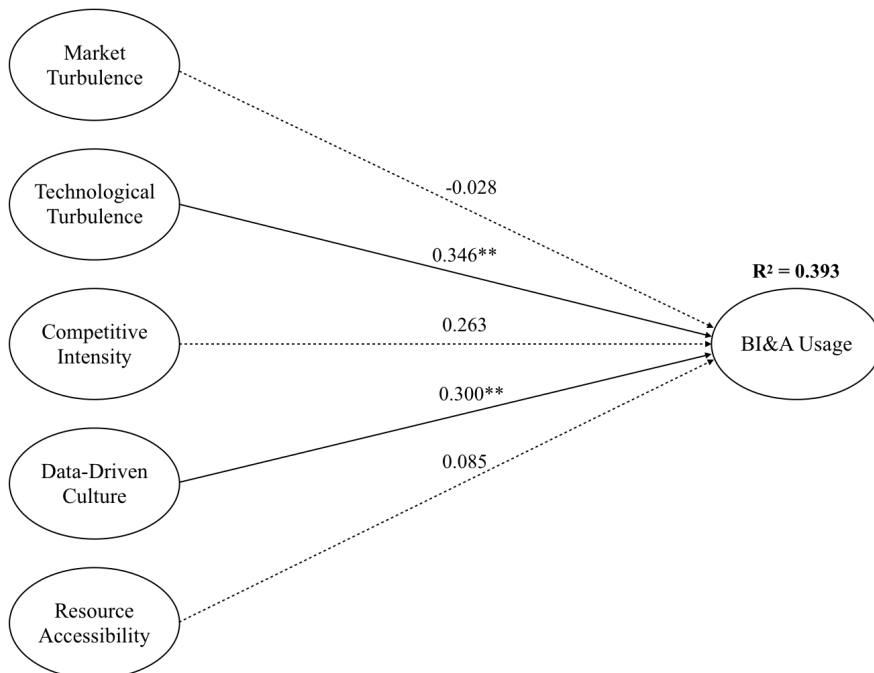 Market
Turbulence
-0.028
Technological
Turbulence
0.346**
R² = 0.393
Competitive
Intensity
0.263
BI&A Usage
0.300**
Data-Driven
Culture
0.085
Resource
Accessibility